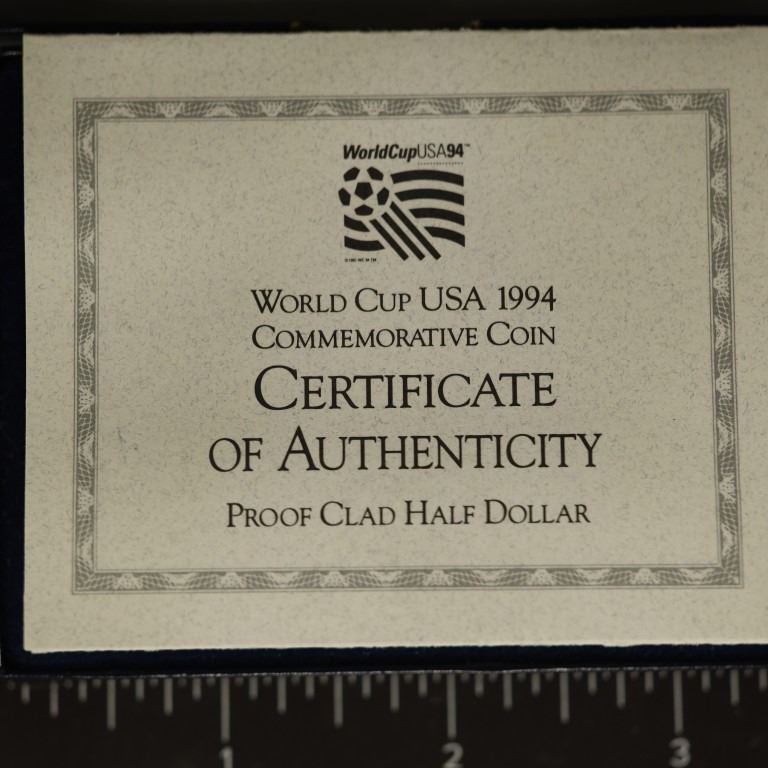 WorldCupUSA94™
World Cup USA 1994
Commemorative Coin
Certificate
of Authenticity
Proof Clad Half Dollar
1 2 3